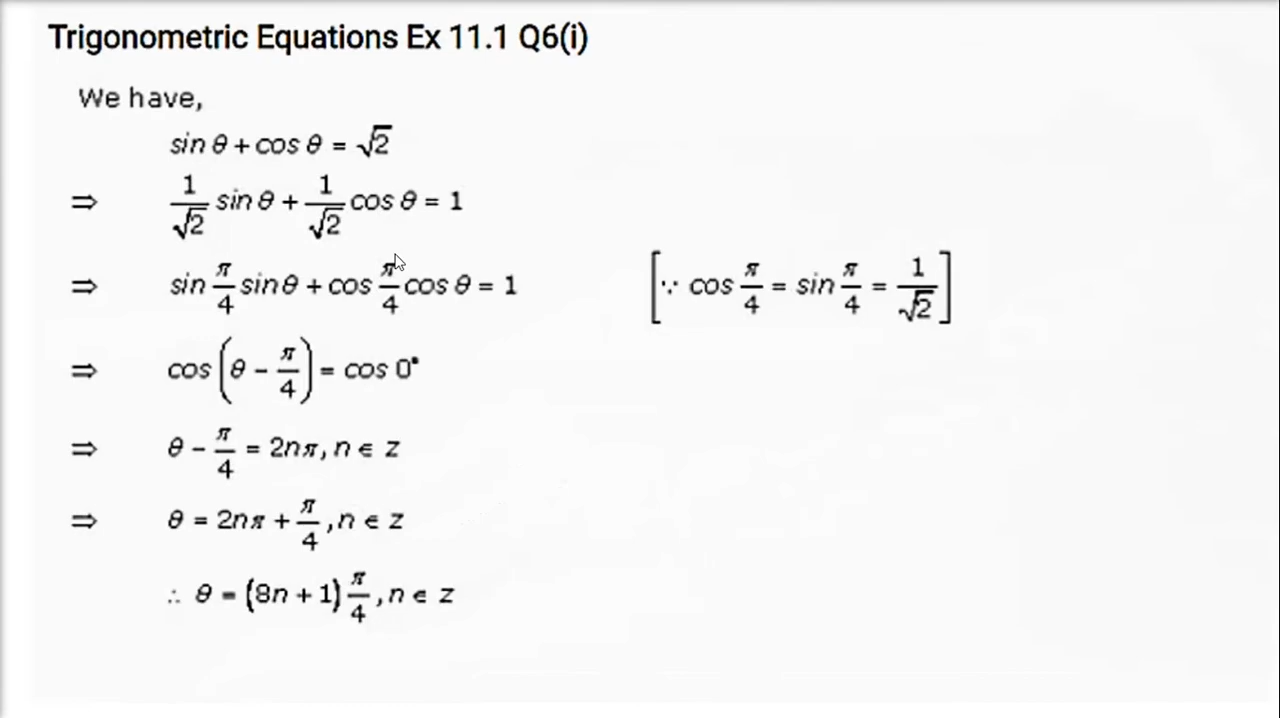 Trigonometric Equations Ex 11.1 Q6(i)
We have,
sin θ + cos θ = √2
⇒ 1/√2 sin θ + 1/√2 cos θ = 1
⇒ sin π/4 sin θ + cos π/4 cos θ = 1 [∵ cos π/4 = sin π/4 = 1/√2]
⇒ cos (θ − π/4) = cos 0°
⇒ θ − π/4 = 2nπ, n ∈ z
⇒ θ = 2nπ + π/4, n ∈ z
∴ θ = (8n + 1) π/4, n ∈ z